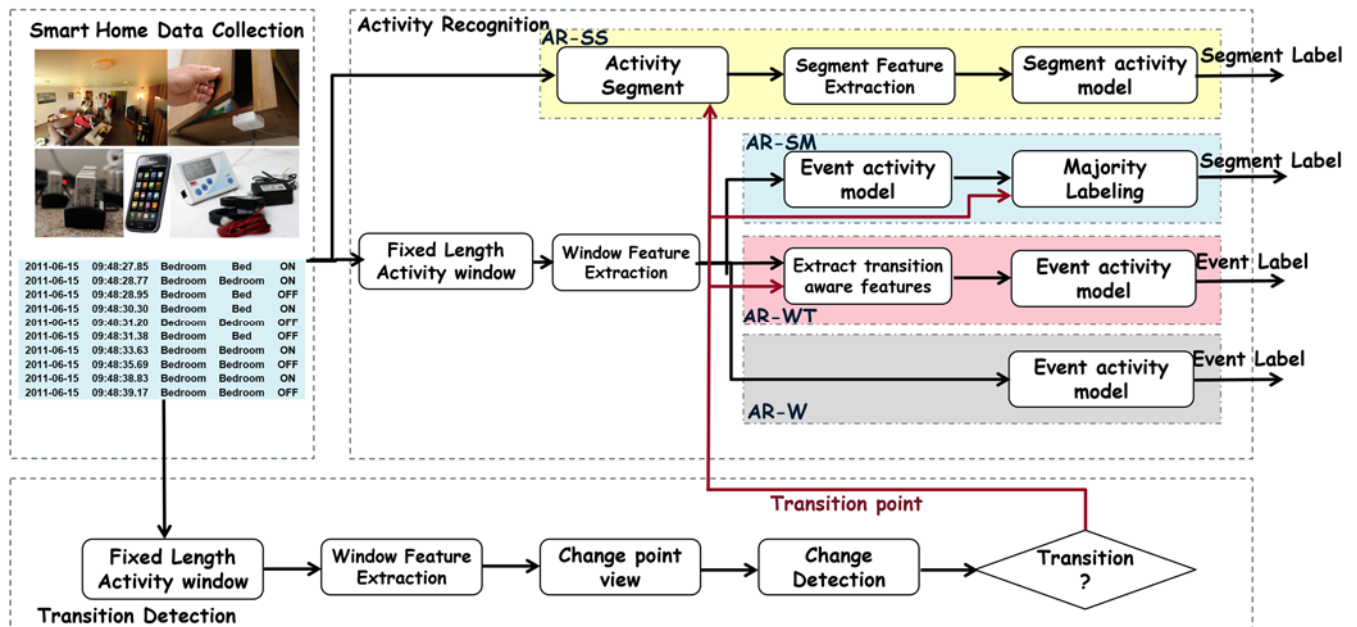 Smart Home Data Collection
2011-06-15 09:48:27.85 Bedroom Bed ON
2011-06-15 09:48:28.77 Bedroom Bedroom ON
2011-06-15 09:48:28.95 Bedroom Bed OFF
2011-06-15 09:48:30.30 Bedroom Bed ON
2011-06-15 09:48:31.20 Bedroom Bedroom OFF
2011-06-15 09:48:31.38 Bedroom Bed OFF
2011-06-15 09:48:33.63 Bedroom Bedroom ON
2011-06-15 09:48:35.69 Bedroom Bedroom OFF
2011-06-15 09:48:38.83 Bedroom Bedroom ON
2011-06-15 09:48:39.17 Bedroom Bedroom OFF
Activity Recognition
AR-SS
Activity
Segment
Segment Feature
Extraction
Segment activity
model
Segment Label
AR-SM
Event activity
model
Majority
Labeling
Segment Label
Fixed Length
Activity window
Window Feature
Extraction
Extract transition
aware features
Event activity
model
Event Label
AR-WT
Event activity
model
Event Label
AR-W
Transition point
Fixed Length
Activity window
Window Feature
Extraction
Change point
view
Change
Detection
Transition
?
Transition Detection